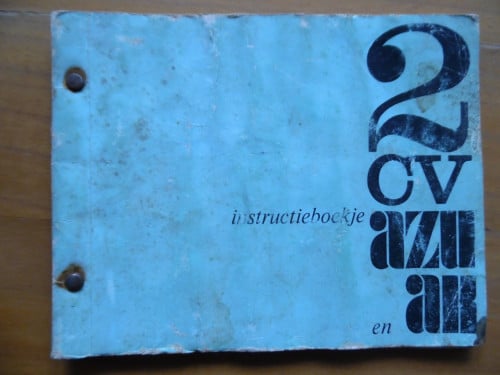 2
CV
instructieboekje
azu
en ak